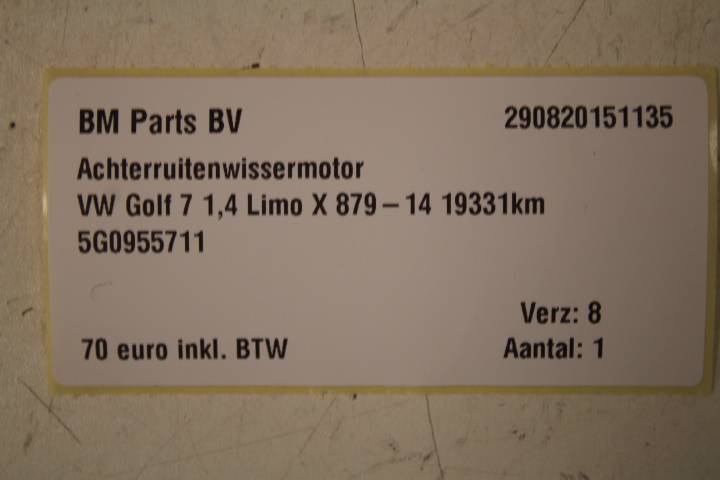 BM Parts BV 290820151135
Achterruitenwissermotor
VW Golf 7 1,4 Limo X 879 – 14 19331km
5G0955711
Verz: 8
70 euro inkl. BTW Aantal: 1